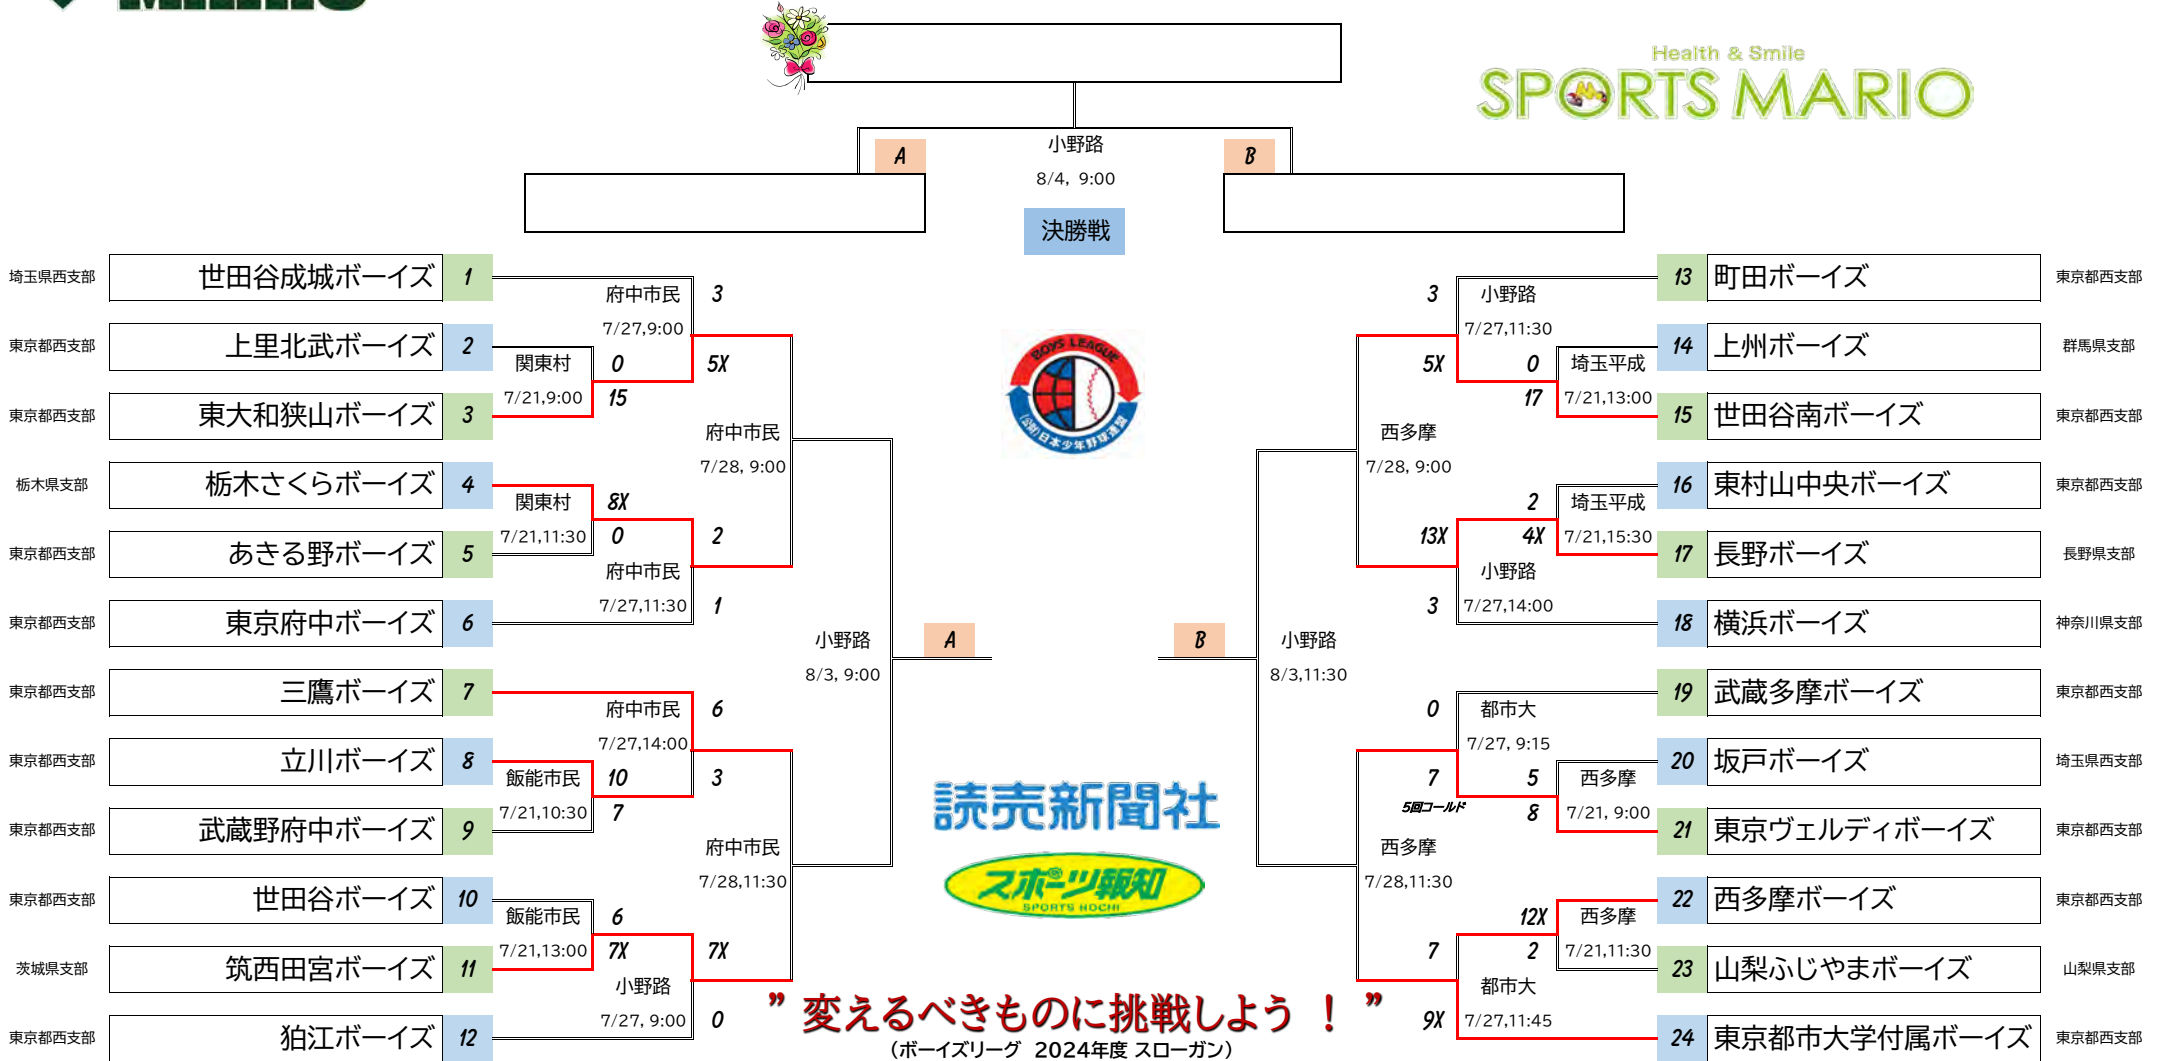 Health & Smile
SPORTS MARIO
A
小野路
8/4, 9:00
B
決勝戦
埼玉県西支部 世田谷成城ボーイズ 1
東京都西支部 上里北武ボーイズ 2
東京都西支部 東大和狭山ボーイズ 3
栃木県支部 栃木さくらボーイズ 4
東京都西支部 あきる野ボーイズ 5
東京都西支部 東京府中ボーイズ 6
東京都西支部 三鷹ボーイズ 7
東京都西支部 立川ボーイズ 8
東京都西支部 武蔵野府中ボーイズ 9
東京都西支部 世田谷ボーイズ 10
茨城県支部 筑西田宮ボーイズ 11
東京都西支部 狛江ボーイズ 12
府中市民 3
7/27,9:00
関東村 0 5X
7/21,9:00 15
府中市民
7/28, 9:00
関東村 8X
7/21,11:30 0 2
府中市民
7/27,11:30 1
小野路 A
8/3, 9:00
府中市民 6
7/27,14:00
飯能市民 10 3
7/21,10:30 7
府中市民
7/28,11:30
飯能市民 6
7/21,13:00 7X 7X
小野路
7/27, 9:00 0
BOYS LEAGUE
(公財)日本少年野球連盟
読売新聞社
スポーツ報知
SPORTS HOCHI
3 小野路
7/27,11:30
5X 0 埼玉平成
17 7/21,13:00
西多摩
7/28, 9:00
2 埼玉平成
13X 4X 7/21,15:30
小野路
3 7/27,14:00
B 小野路
8/3,11:30
0 都市大
7/27, 9:15
7 5 西多摩
5回コールド 8 7/21, 9:00
西多摩
7/28,11:30
12X 西多摩
7 2 7/21,11:30
都市大
9X 7/27,11:45
13 町田ボーイズ 東京都西支部
14 上州ボーイズ 群馬県支部
15 世田谷南ボーイズ 東京都西支部
16 東村山中央ボーイズ 東京都西支部
17 長野ボーイズ 長野県支部
18 横浜ボーイズ 神奈川県支部
19 武蔵多摩ボーイズ 東京都西支部
20 坂戸ボーイズ 埼玉県西支部
21 東京ヴェルディボーイズ 東京都西支部
22 西多摩ボーイズ 東京都西支部
23 山梨ふじやまボーイズ 山梨県支部
24 東京都市大学付属ボーイズ 東京都西支部
” 変えるべきものに挑戦しよう ！ ”
(ボーイズリーグ 2024年度 スローガン)